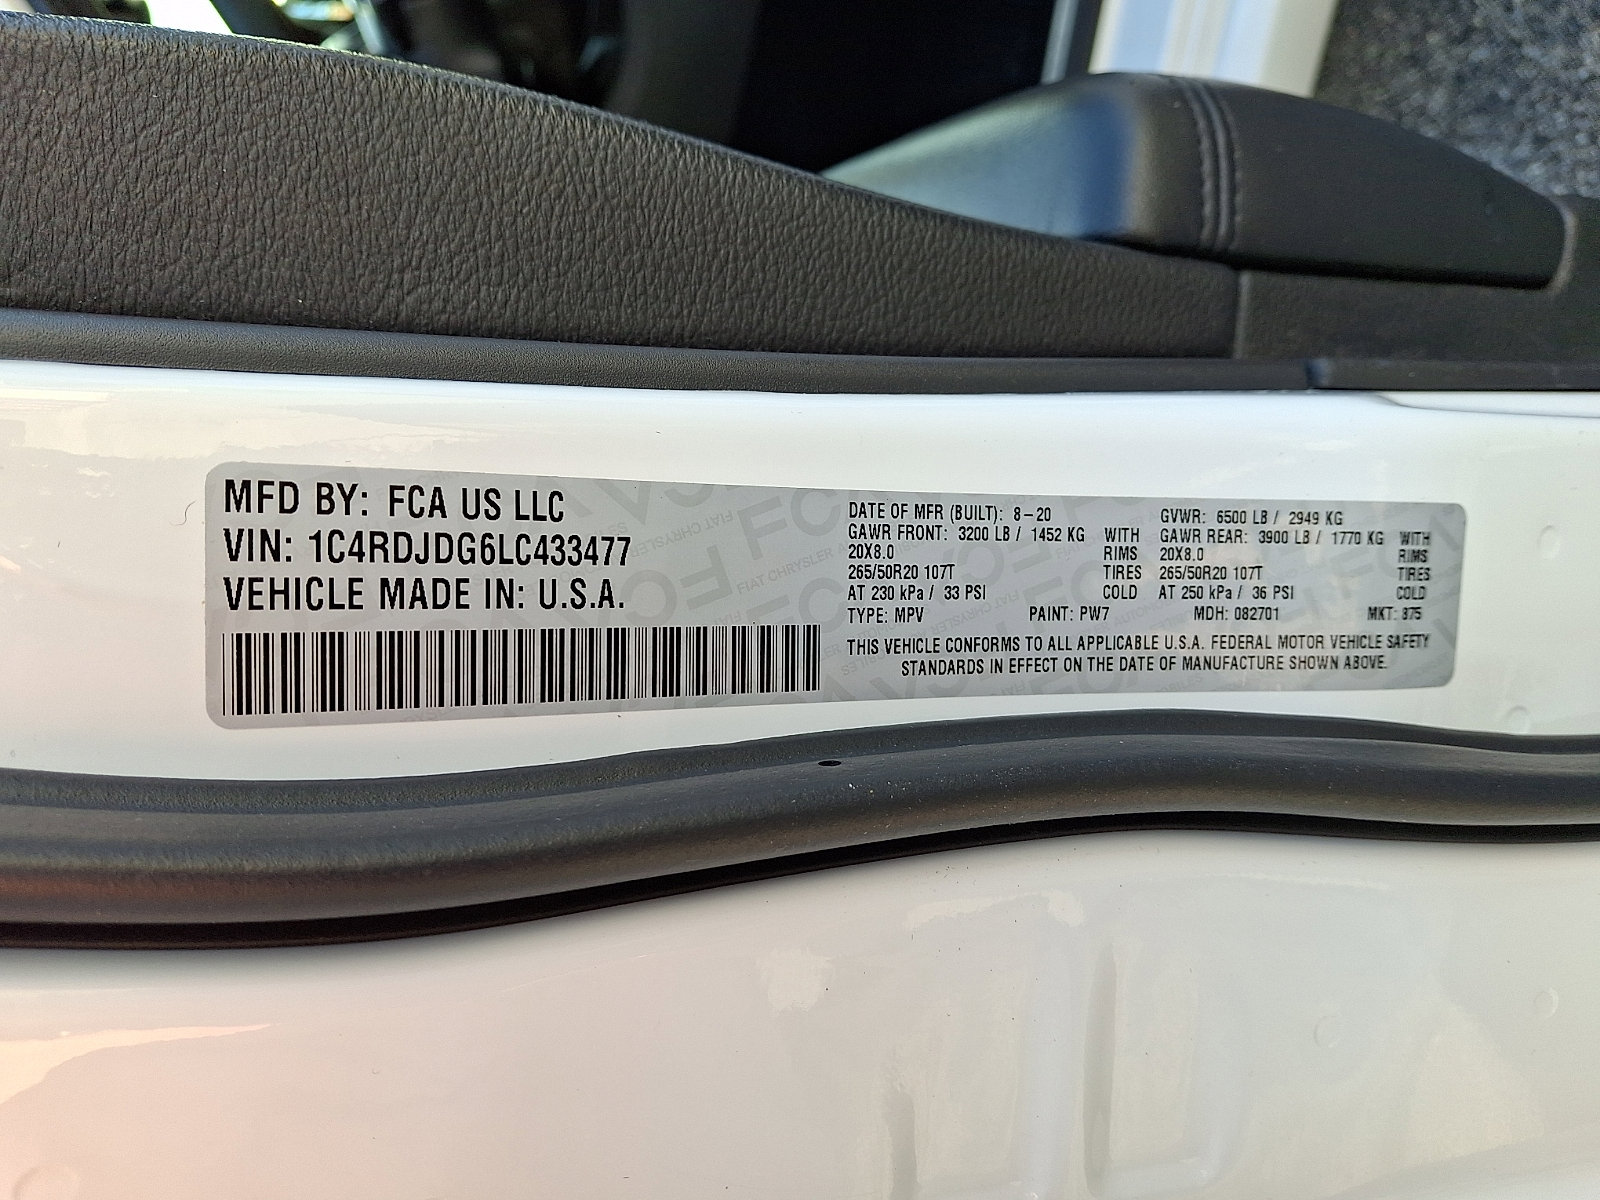 MFD BY: FCA US LLC
VIN: 1C4RDJDG6LC433477
VEHICLE MADE IN: U.S.A.
DATE OF MFR (BUILT): 8-20 GVWR: 6500 LB / 2949 KG
GAWR FRONT: 3200 LB / 1452 KG WITH GAWR REAR: 3900 LB / 1770 KG WITH
20X8.0 RIMS 20X8.0 RIMS
265/50R20 107T TIRES 265/50R20 107T TIRES
AT 230 kPa / 33 PSI COLD AT 250 kPa / 36 PSI COLD
TYPE: MPV PAINT: PW7 MDH: 082701 MKT: 875
THIS VEHICLE CONFORMS TO ALL APPLICABLE U.S.A. FEDERAL MOTOR VEHICLE SAFETY
STANDARDS IN EFFECT ON THE DATE OF MANUFACTURE SHOWN ABOVE.